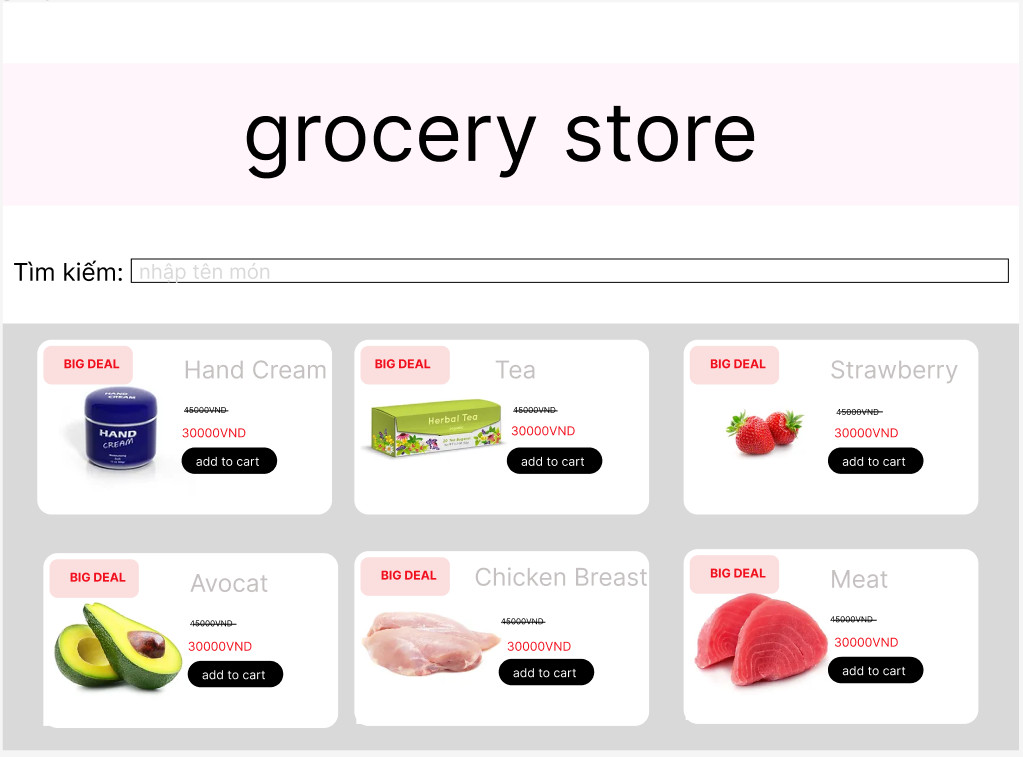 grocery store
Tìm kiếm: nhập tên món
BIG DEAL
Hand Cream
HAND
CREAM
HAND
CREAM
45000VND
30000VND
add to cart
BIG DEAL
Tea
Herbal Tea
45000VND
30000VND
add to cart
BIG DEAL
Strawberry
45000VND
30000VND
add to cart
BIG DEAL
Avocat
45000VND
30000VND
add to cart
BIG DEAL
Chicken Breast
45000VND
30000VND
add to cart
BIG DEAL
Meat
45000VND
30000VND
add to cart